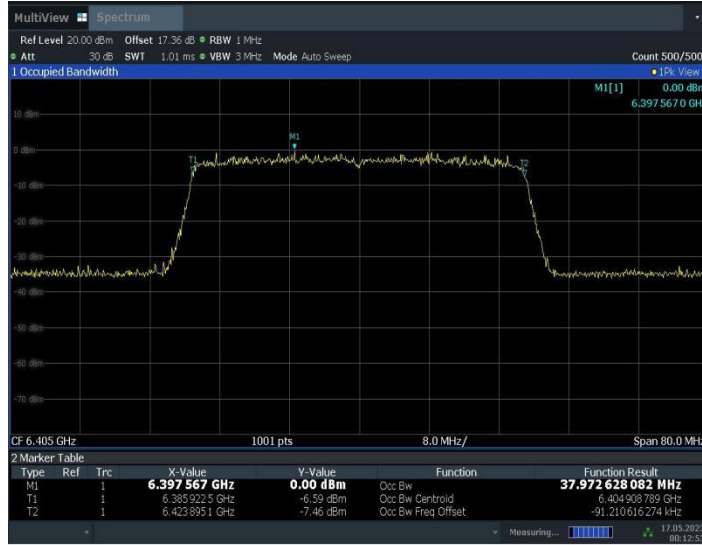 MultiView Spectrum
Ref Level 20.00 dBm Offset 17.36 dB RBW 1 MHz
Att 30 dB SWT 1.01 ms VBW 3 MHz Mode Auto Sweep Count 500/500
1 Occupied Bandwidth 1Pk View
M1[1] 0.00 dBm
6.397 567 0 GHz
10 dBm
M1
0 dBm
T1 T2
-10 dBm
-20 dBm
-30 dBm
-40 dBm
-50 dBm
-60 dBm
-70 dBm
CF 6.405 GHz 1001 pts 8.0 MHz/ Span 80.0 MHz
2 Marker Table
Type Ref Trc X-Value Y-Value Function Function Result
M1 1 6.397 567 GHz 0.00 dBm Occ Bw 37.972 628 082 MHz
T1 1 6.385 922 5 GHz -6.59 dBm Occ Bw Centroid 6.404 908 789 GHz
T2 1 6.423 895 1 GHz -7.46 dBm Occ Bw Freq Offset -91.210 616 274 kHz
Measuring... 17.05.2023
00:12:53